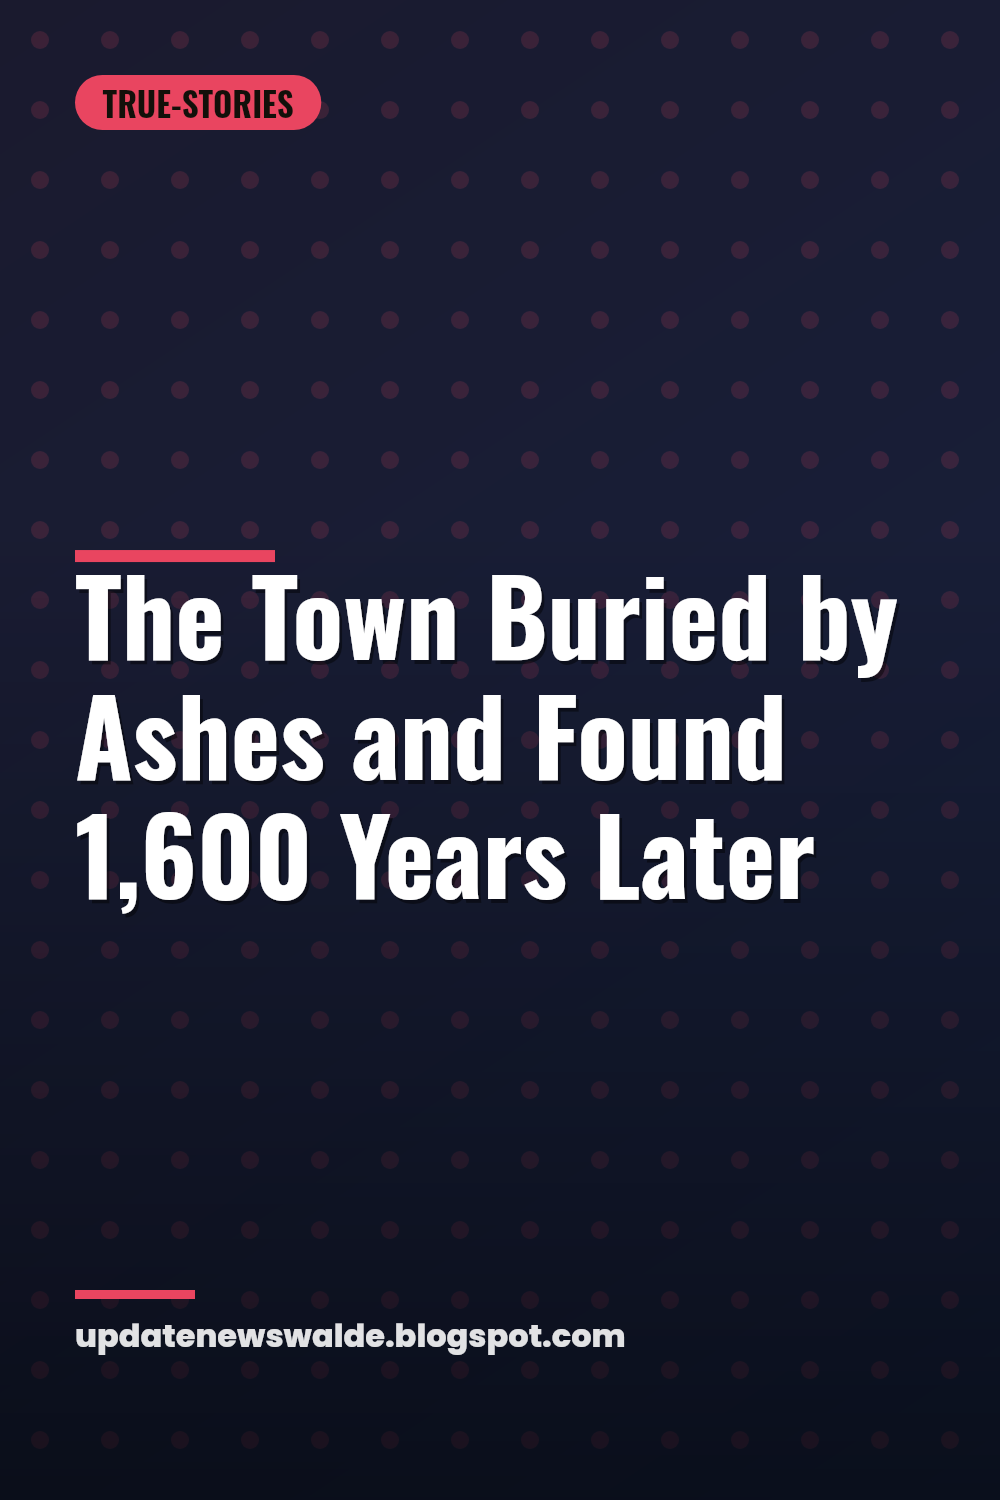 TRUE-STORIES
The Town Buried by
Ashes and Found
1,600 Years Later
updatenewswalde.blogspot.com